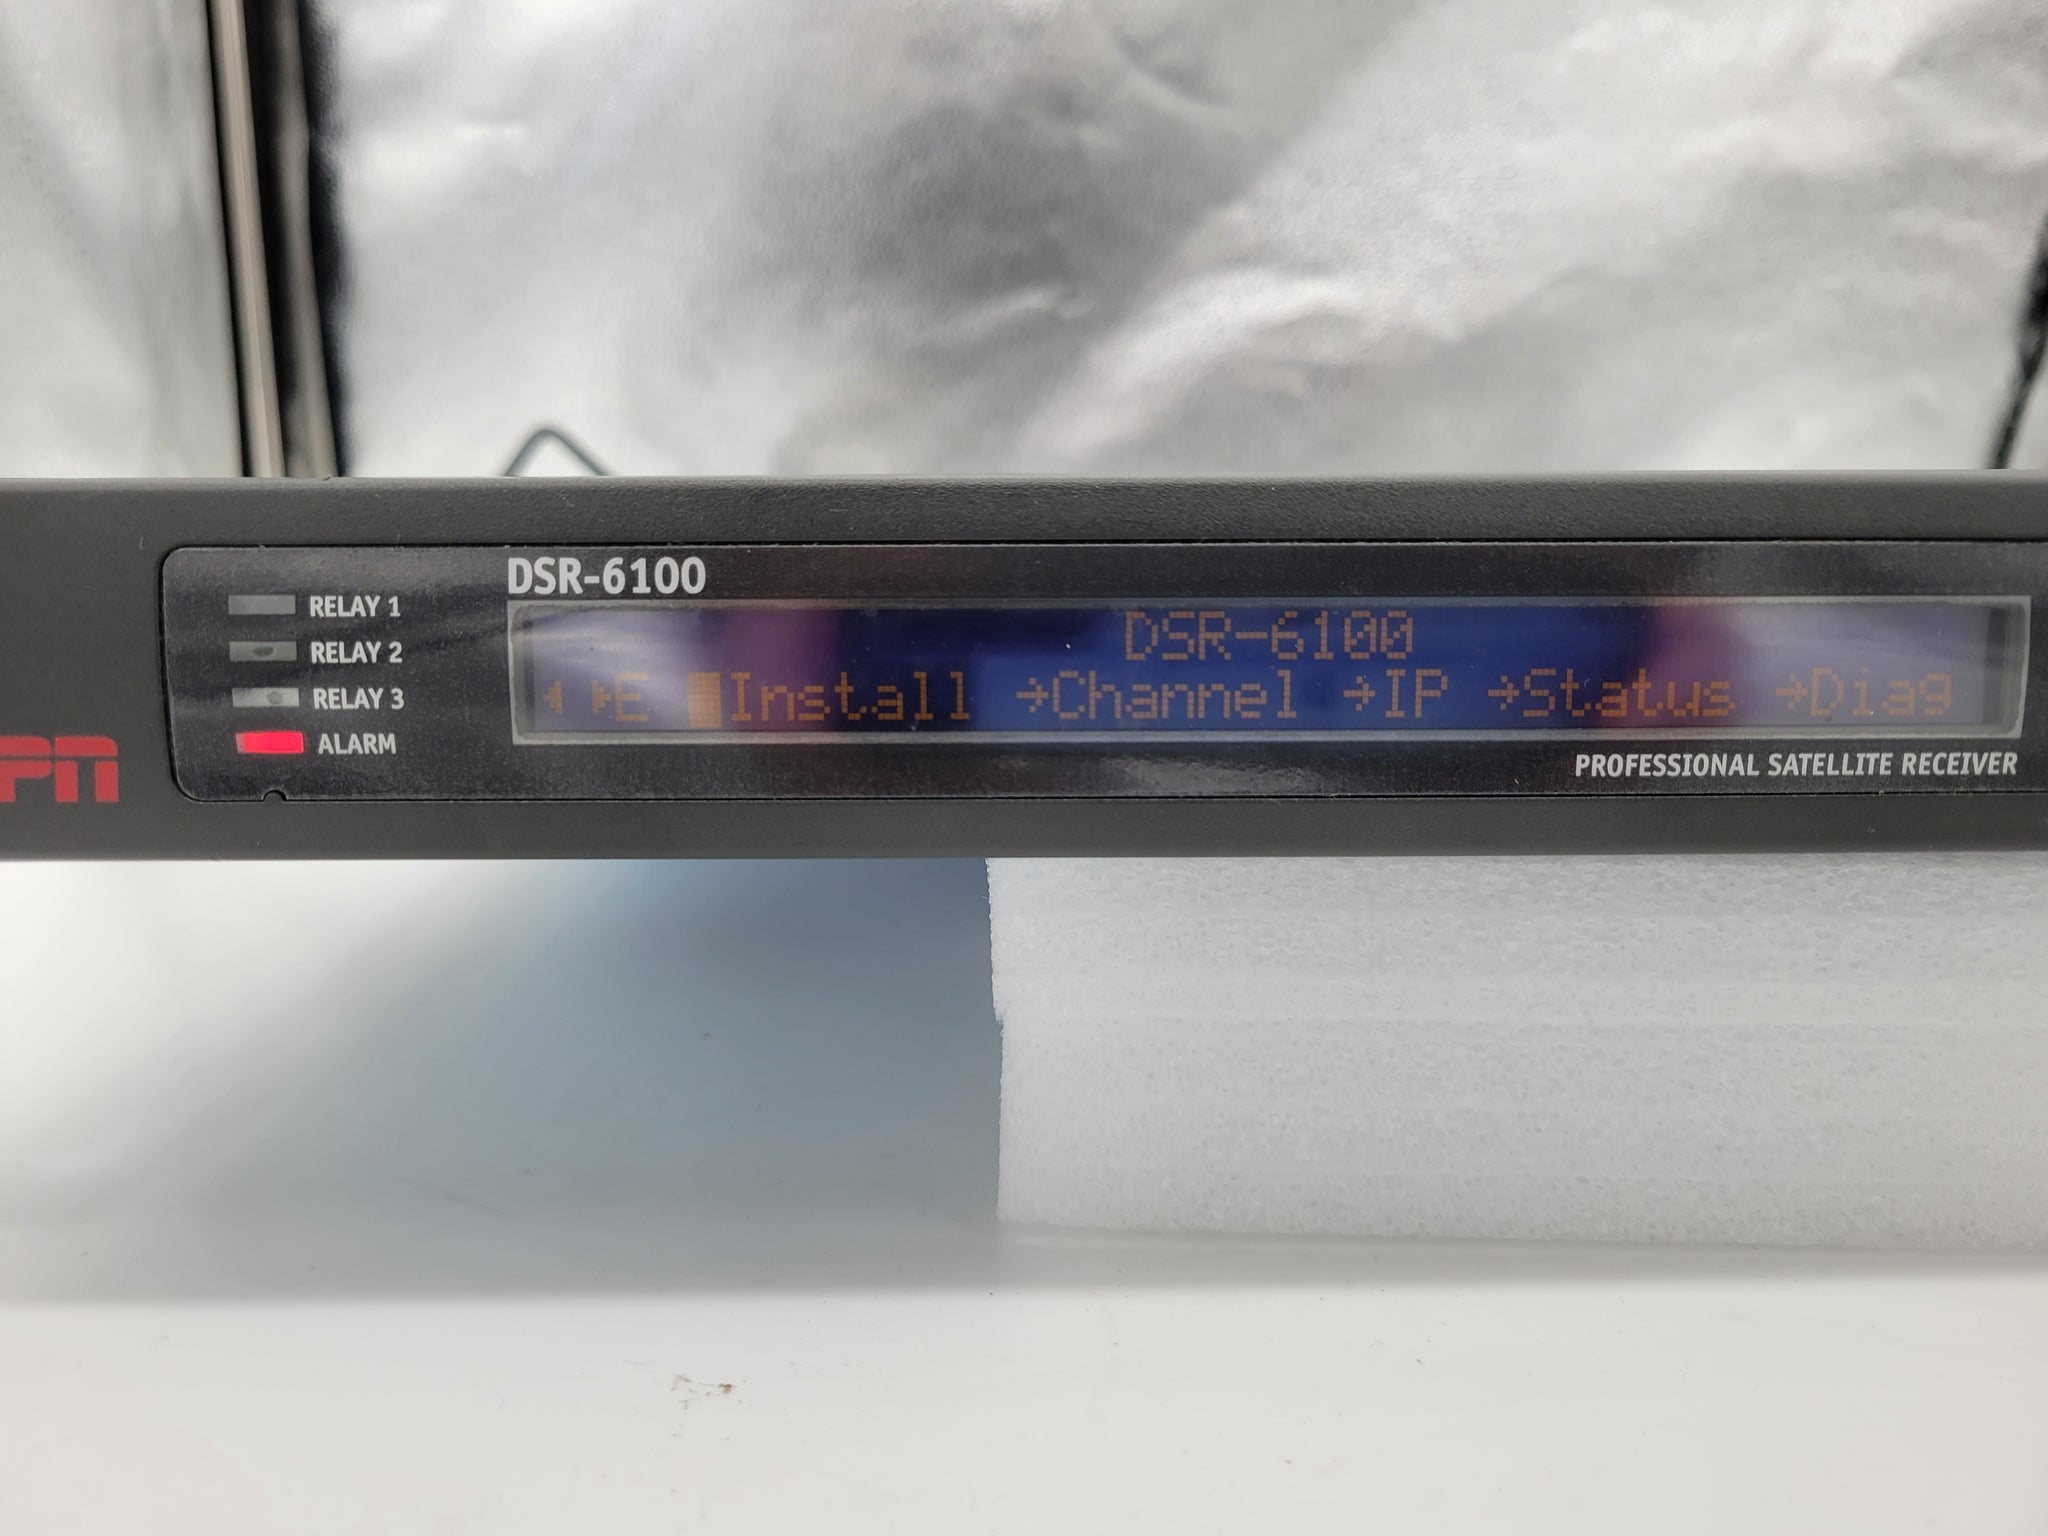 DSR-6100
RELAY 1
RELAY 2
RELAY 3
ALARM
DSR-6100
◂ ▸E █Install →Channel →IP →Status →Diag
PROFESSIONAL SATELLITE RECEIVER
PN